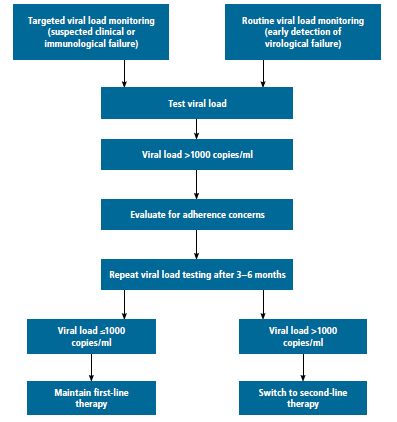 Targeted viral load monitoring
(suspected clinical or
immunological failure)
Routine viral load monitoring
(early detection of
virological failure)
Test viral load
Viral load >1000 copies/ml
Evaluate for adherence concerns
Repeat viral load testing after 3–6 months
Viral load ≤1000
copies/ml
Viral load >1000
copies/ml
Maintain first-line
therapy
Switch to second-line
therapy